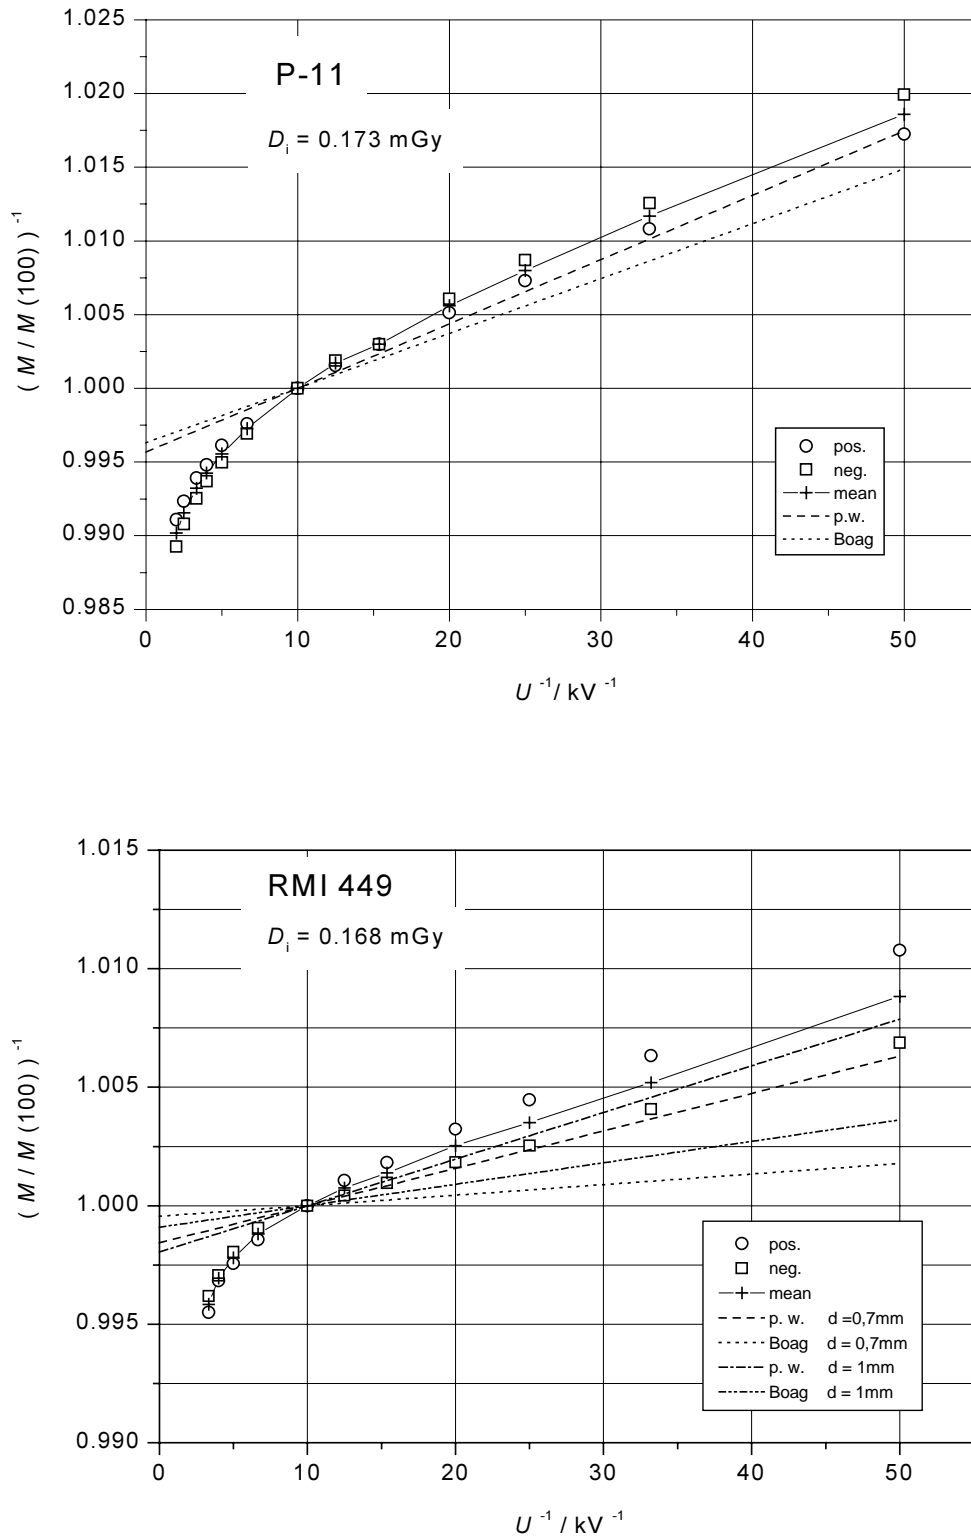 1.025
1.020
1.015
1.010
1.005
1.000
0.995
0.990
0.985
( M / M (100) ) -1
P-11
Di = 0.173 mGy
pos.
neg.
mean
p.w.
Boag
0 10 20 30 40 50
U -1 / kV -1
1.015
1.010
1.005
1.000
0.995
0.990
( M / M (100) ) -1
RMI 449
Di = 0.168 mGy
pos.
neg.
mean
p. w. d =0,7mm
Boag d = 0,7mm
p. w. d = 1mm
Boag d = 1mm
0 10 20 30 40 50
U -1 / kV -1